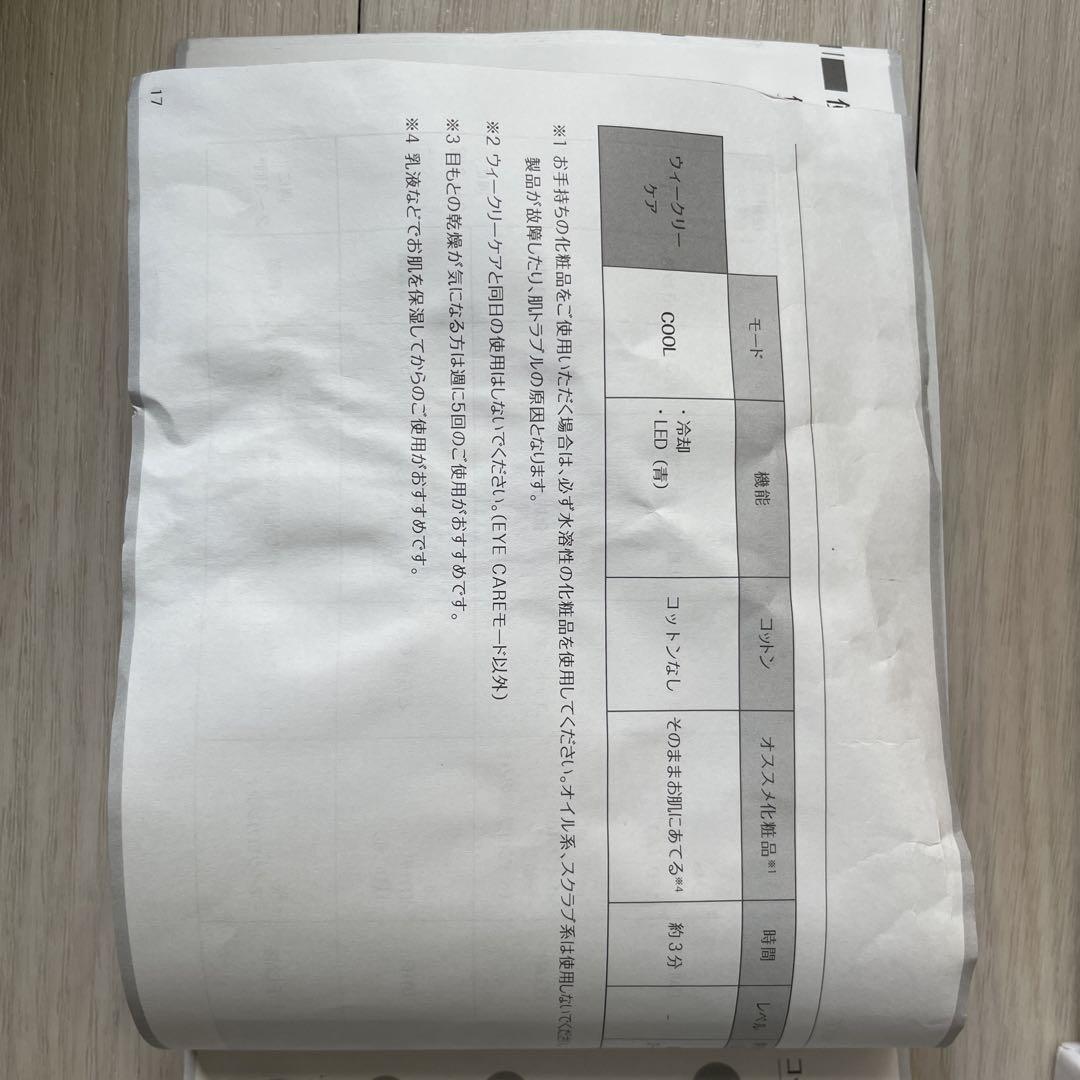 モード 機能 コットン オススメ化粧品※1 時間 レベル
ウィークリー
ケア
COOL
・冷却
・LED（青）
コットンなし
そのままお肌にあてる※4
約3分
-
※1 お手持ちの化粧品をご使用いただく場合は、必ず水溶性の化粧品を使用してください。オイル系、スクラブ系は使用しないでください
製品が故障したり、肌トラブルの原因となります。
※2 ウィークリーケアと同日の使用はしないでください。（EYE CAREモード以外）
※3 目もとの乾燥が気になる方は週に5回のご使用がおすすめです。
※4 乳液などでお肌を保湿してからのご使用がおすすめです。
17